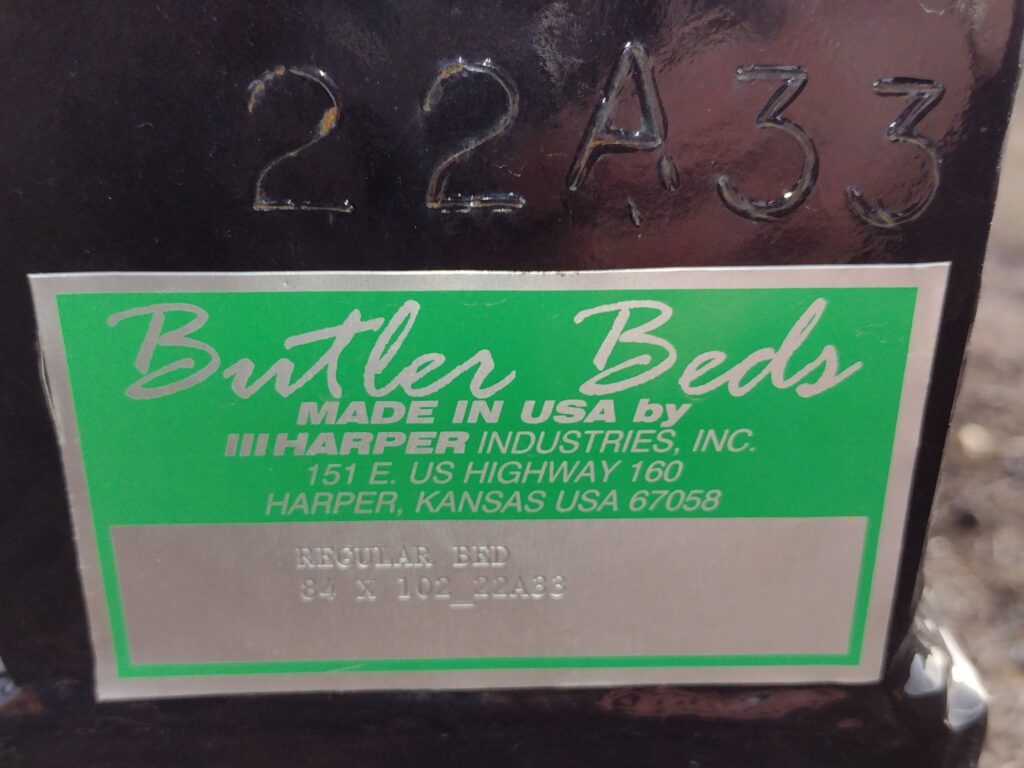 22A33
Butler Beds
MADE IN USA by
HARPER INDUSTRIES, INC.
151 E. US HIGHWAY 160
HARPER, KANSAS USA 67058
REGULAR BED
84 X 102_22A33